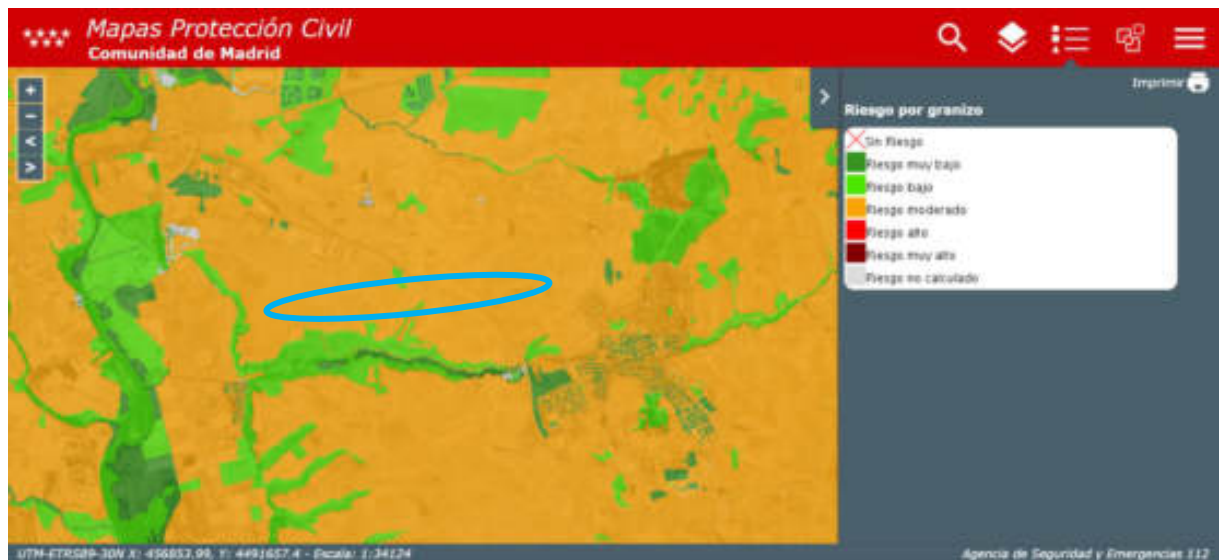 Mapas Protección Civil
Comunidad de Madrid
Imprimir
Riesgo por granizo
Sin Riesgo
Riesgo muy bajo
Riesgo bajo
Riesgo moderado
Riesgo alto
Riesgo muy alto
Riesgo no calculado
UTM-ETRS89-30N X: 456853.99, Y: 4491657.4 - Escala: 1:34124
Agencia de Seguridad y Emergencias 112